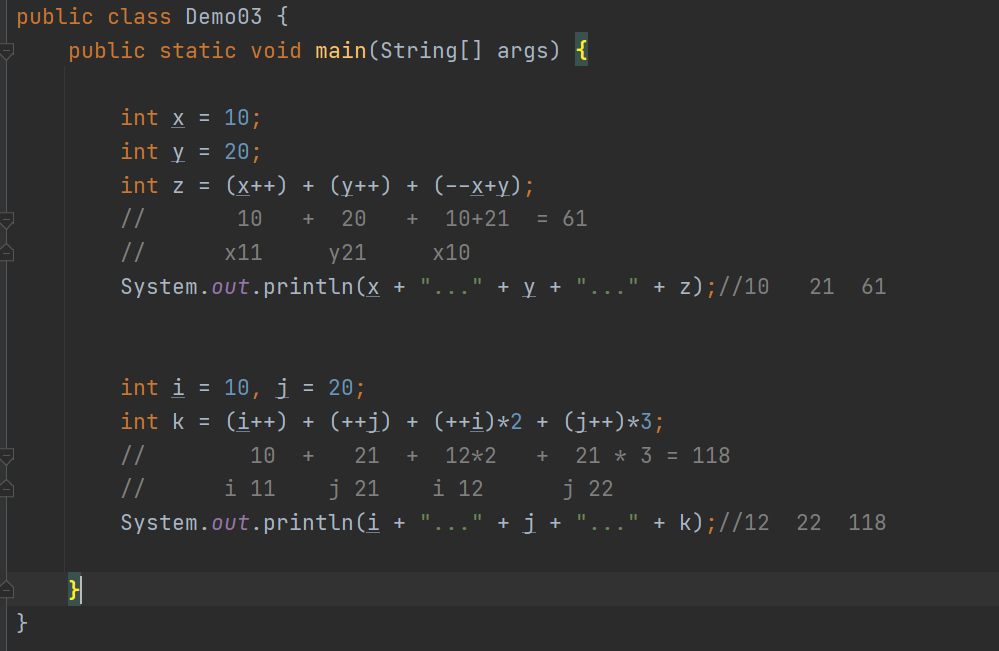 public class Demo03 {
    public static void main(String[] args) {
        int x = 10;
        int y = 20;
        int z = (x++) + (y++) + (--x+y);
        //       10   +  20   +  10+21  = 61
        //      x11     y21     x10
        System.out.println(x + "..." + y + "..." + z);//10   21  61
        int i = 10, j = 20;
        int k = (i++) + (++j) + (++i)*2 + (j++)*3;
        //        10  +   21  +  12*2   +  21 * 3 = 118
        //      i 11    j 21    i 12      j 22
        System.out.println(i + "..." + j + "..." + k);//12  22  118
    }
}